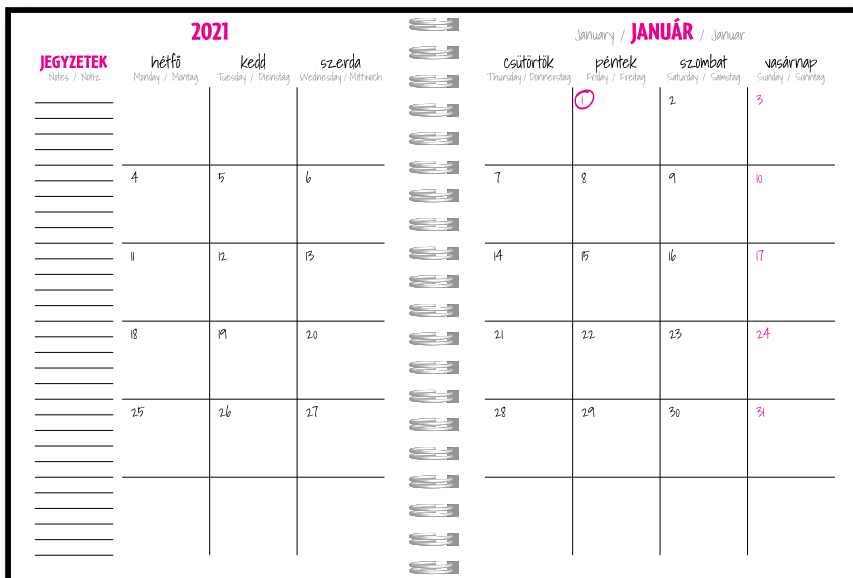 2021
January / JANUÁR / Januar
JEGYZETEK hétfő kedd szerda csütörtök péntek szombat vasárnap
Notes / Notiz Monday / Montag Tuesday / Dienstag Wednesday / Mittwoch Thursday / Donnerstag Friday / Freitag Saturday / Samstag Sunday / Sonntag
1 2 3
4 5 6 7 8 9 10
11 12 13 14 15 16 17
18 19 20 21 22 23 24
25 26 27 28 29 30 31